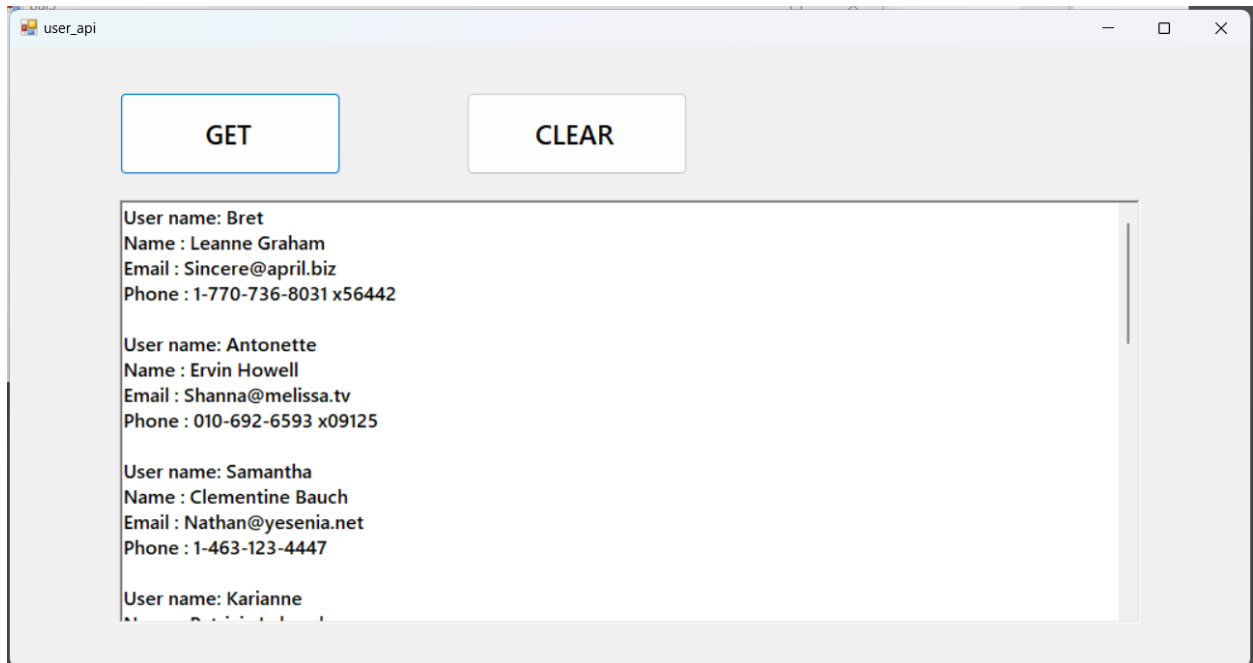 user_api
GET
CLEAR
User name: Bret
Name : Leanne Graham
Email : Sincere@april.biz
Phone : 1-770-736-8031 x56442
User name: Antonette
Name : Ervin Howell
Email : Shanna@melissa.tv
Phone : 010-692-6593 x09125
User name: Samantha
Name : Clementine Bauch
Email : Nathan@yesenia.net
Phone : 1-463-123-4447
User name: Karianne